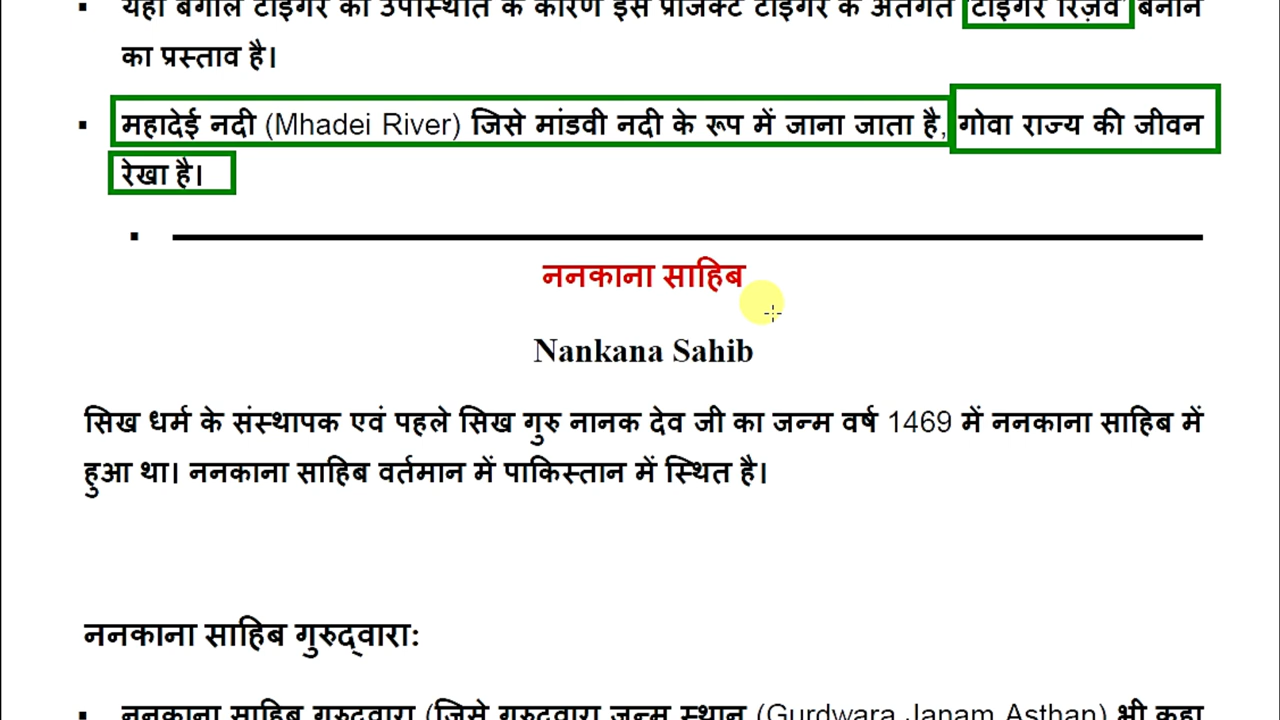 यहाँ बंगाल टाइगर की उपस्थिति के कारण इसे प्रोजेक्ट टाइगर के अंतर्गत टाइगर रिज़र्व बनाने
का प्रस्ताव है।
महादेई नदी (Mhadei River) जिसे मांडवी नदी के रूप में जाना जाता है, गोवा राज्य की जीवन
रेखा है।
ननकाना साहिब
Nankana Sahib
सिख धर्म के संस्थापक एवं पहले सिख गुरु नानक देव जी का जन्म वर्ष 1469 में ननकाना साहिब में
हुआ था। ननकाना साहिब वर्तमान में पाकिस्तान में स्थित है।
ननकाना साहिब गुरुद्वारा:
ननकाना साहिब गुरुद्वारा (जिसे गुरुद्वारा जन्म स्थान (Gurdwara Janam Asthan) भी कहा